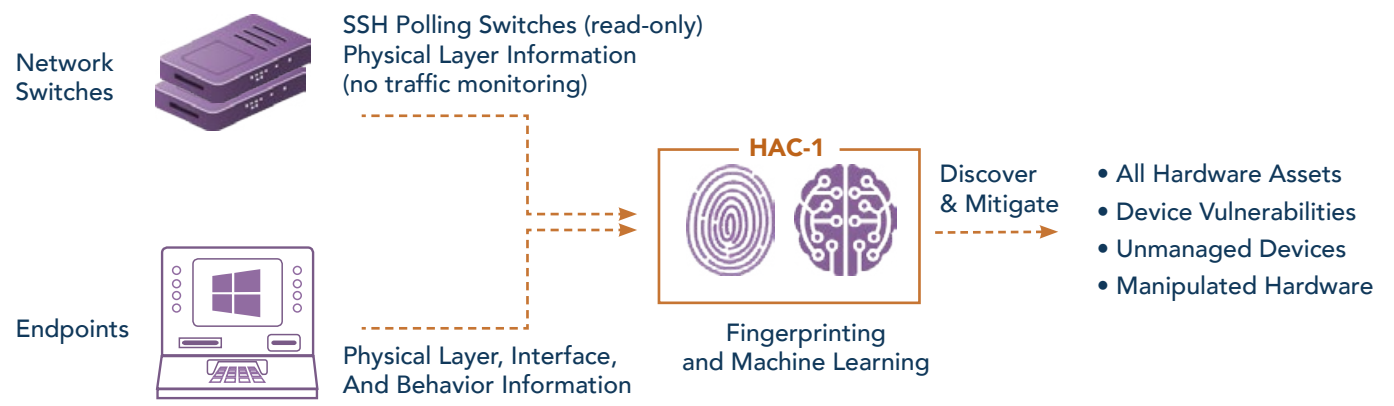 Network
Switches
SSH Polling Switches (read-only)
Physical Layer Information
(no traffic monitoring)
HAC-1
Discover
& Mitigate
• All Hardware Assets
• Device Vulnerabilities
• Unmanaged Devices
• Manipulated Hardware
Endpoints
Physical Layer, Interface,
And Behavior Information
Fingerprinting
and Machine Learning